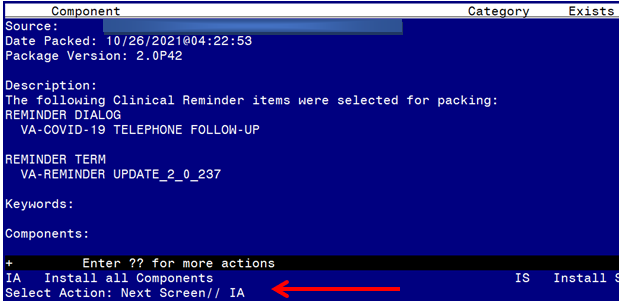 Component Category Exists
Source:
Date Packed: 10/26/2021@04:22:53
Package Version: 2.0P42
Description:
The following Clinical Reminder items were selected for packing:
REMINDER DIALOG
VA-COVID-19 TELEPHONE FOLLOW-UP
REMINDER TERM
VA-REMINDER UPDATE_2_0_237
Keywords:
Components:
+ Enter ?? for more actions
IA Install all Components IS Install S
Select Action: Next Screen// IA